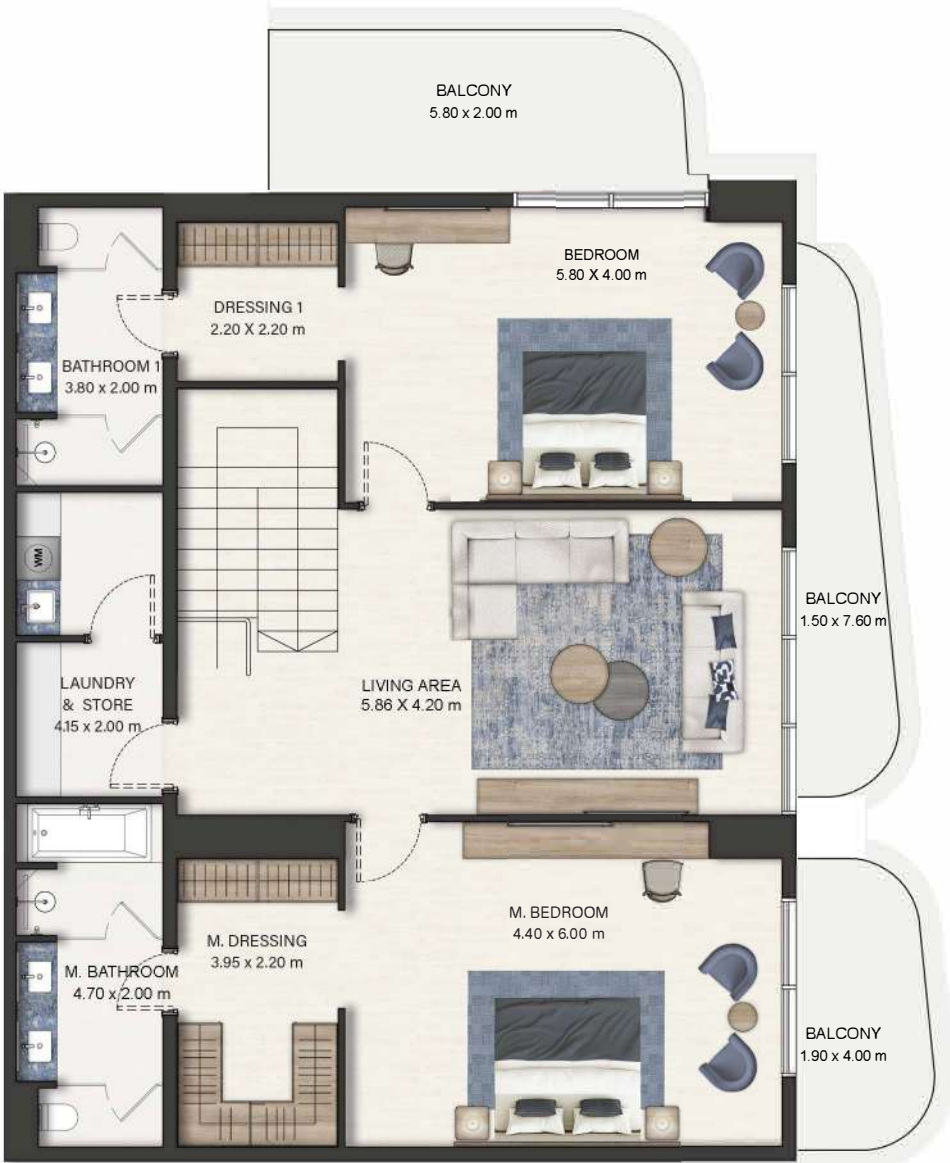 BALCONY
5.80 x 2.00 m
BEDROOM
5.80 X 4.00 m
DRESSING 1
2.20 X 2.20 m
BATHROOM 1
3.80 x 2.00 m
WM
BALCONY
1.50 x 7.60 m
LAUNDRY
& STORE
4.15 x 2.00 m
LIVING AREA
5.86 X 4.20 m
M. BEDROOM
4.40 x 6.00 m
M. DRESSING
3.95 x 2.20 m
M. BATHROOM
4.70 x 2.00 m
BALCONY
1.90 x 4.00 m